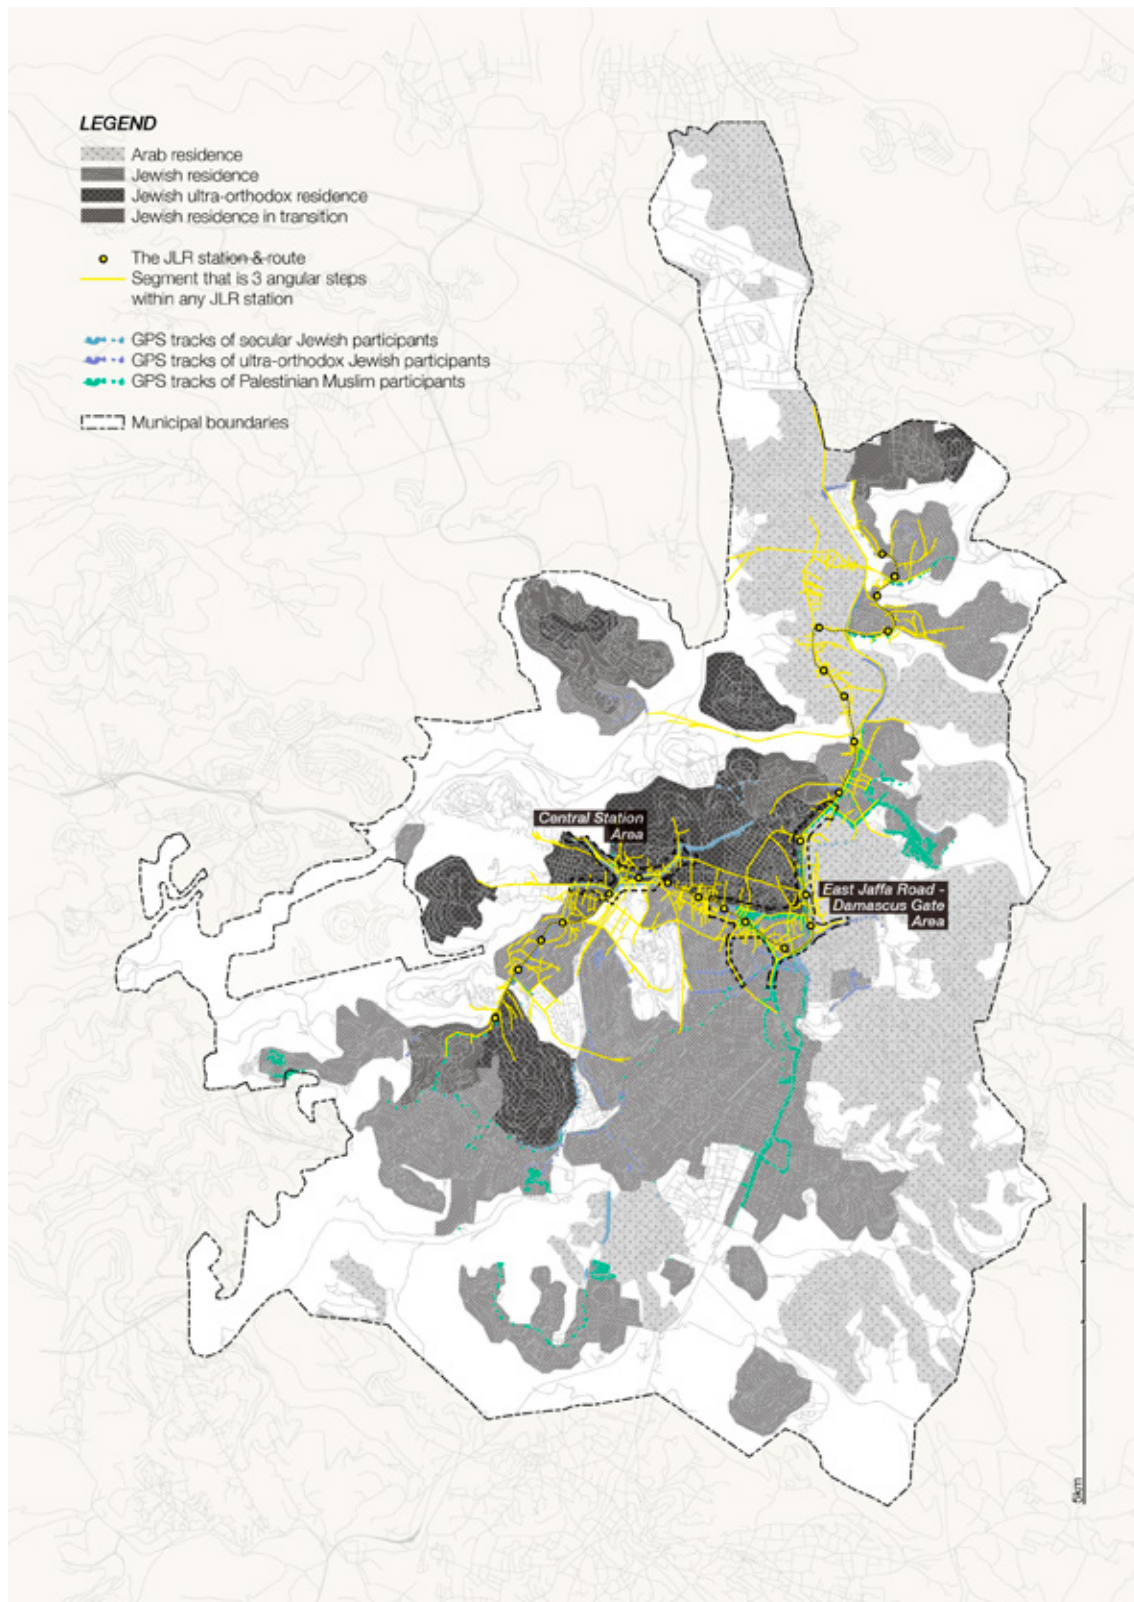 LEGEND
Arab residence
Jewish residence
Jewish ultra-orthodox residence
Jewish residence in transition
The JLR station & route
Segment that is 3 angular steps
within any JLR station
GPS tracks of secular Jewish participants
GPS tracks of ultra-orthodox Jewish participants
GPS tracks of Palestinian Muslim participants
Municipal boundaries
Central Station
Area
East Jaffa Road -
Damascus Gate
Area
5km